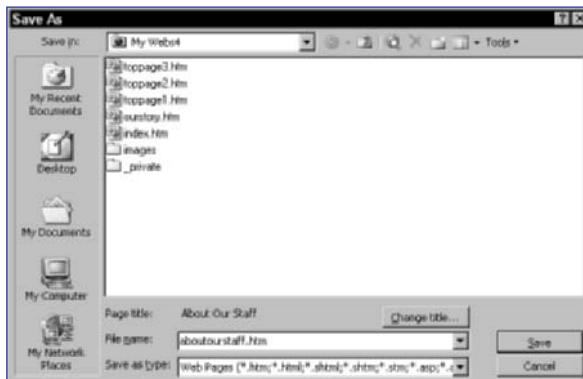 Save As
Save in:
My Webs4
Tools
toppage3.htm
toppage2.htm
toppage1.htm
ourstory.htm
index.htm
images
_private
My Recent
Documents
Desktop
My Documents
My Computer
My Network
Places
Page title: About Our Staff
Change title...
File name: aboutourstaff.htm
Save
Save as type: Web Pages (*.htm;*.html;*.shtml;*.shtm;*.stm;*.asp;*.
Cancel